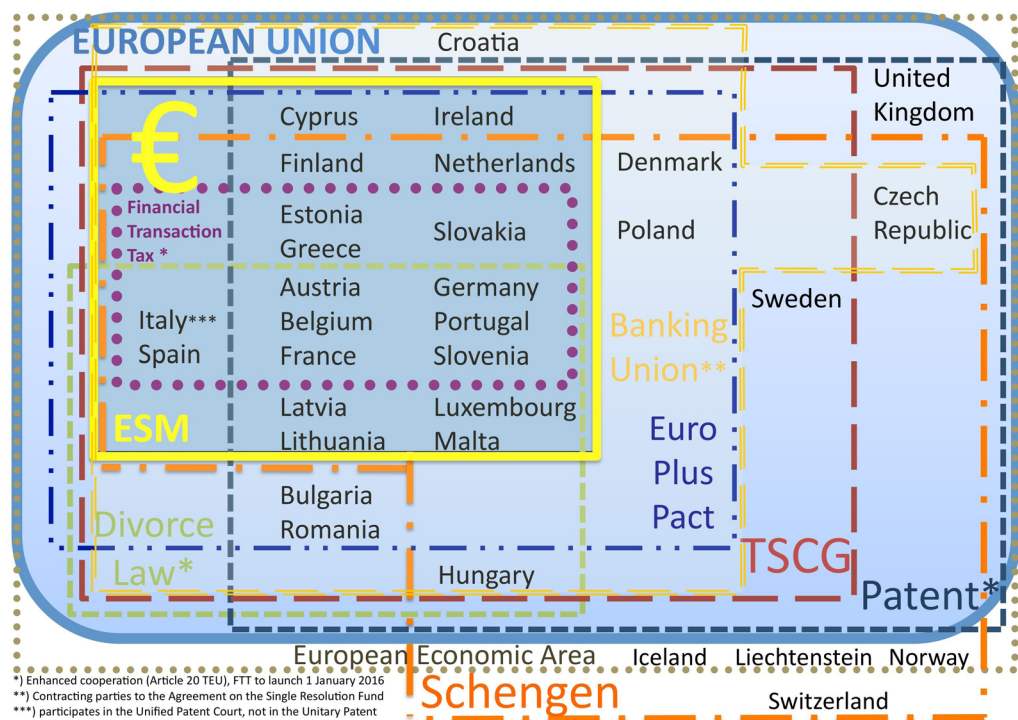 EUROPEAN UNION
Croatia
United
Kingdom
€
Cyprus
Ireland
Finland
Netherlands
Denmark
Financial
Transaction
Tax *
Estonia
Greece
Slovakia
Poland
Czech
Republic
Austria
Germany
Sweden
Italy***
Belgium
Portugal
Banking
Union**
Spain
France
Slovenia
ESM
Latvia
Luxembourg
Lithuania
Malta
Euro
Plus
Pact
Bulgaria
Romania
Divorce
Law*
Hungary
TSCG
Patent*
European Economic Area
Iceland
Liechtenstein
Norway
*) Enhanced cooperation (Article 20 TEU), FTT to launch 1 January 2016
**) Contracting parties to the Agreement on the Single Resolution Fund
***) participates in the Unified Patent Court, not in the Unitary Patent
Schengen
Switzerland